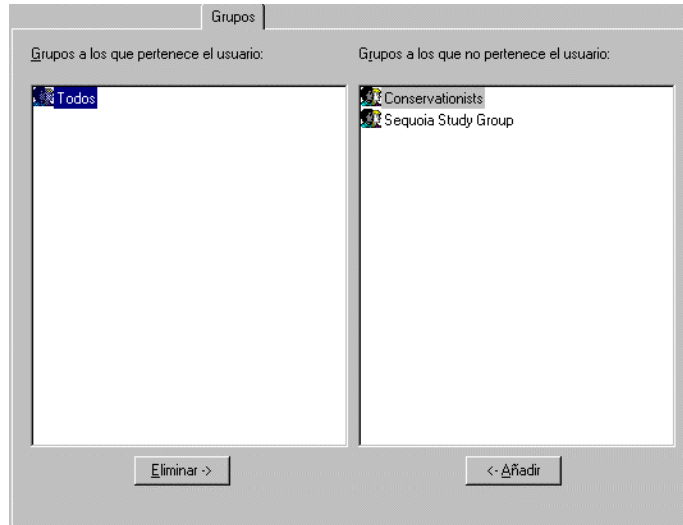 Grupos
Grupos a los que pertenece el usuario:
Grupos a los que no pertenece el usuario:
Todos
Conservationists
Sequoia Study Group
Eliminar ->
<- Añadir